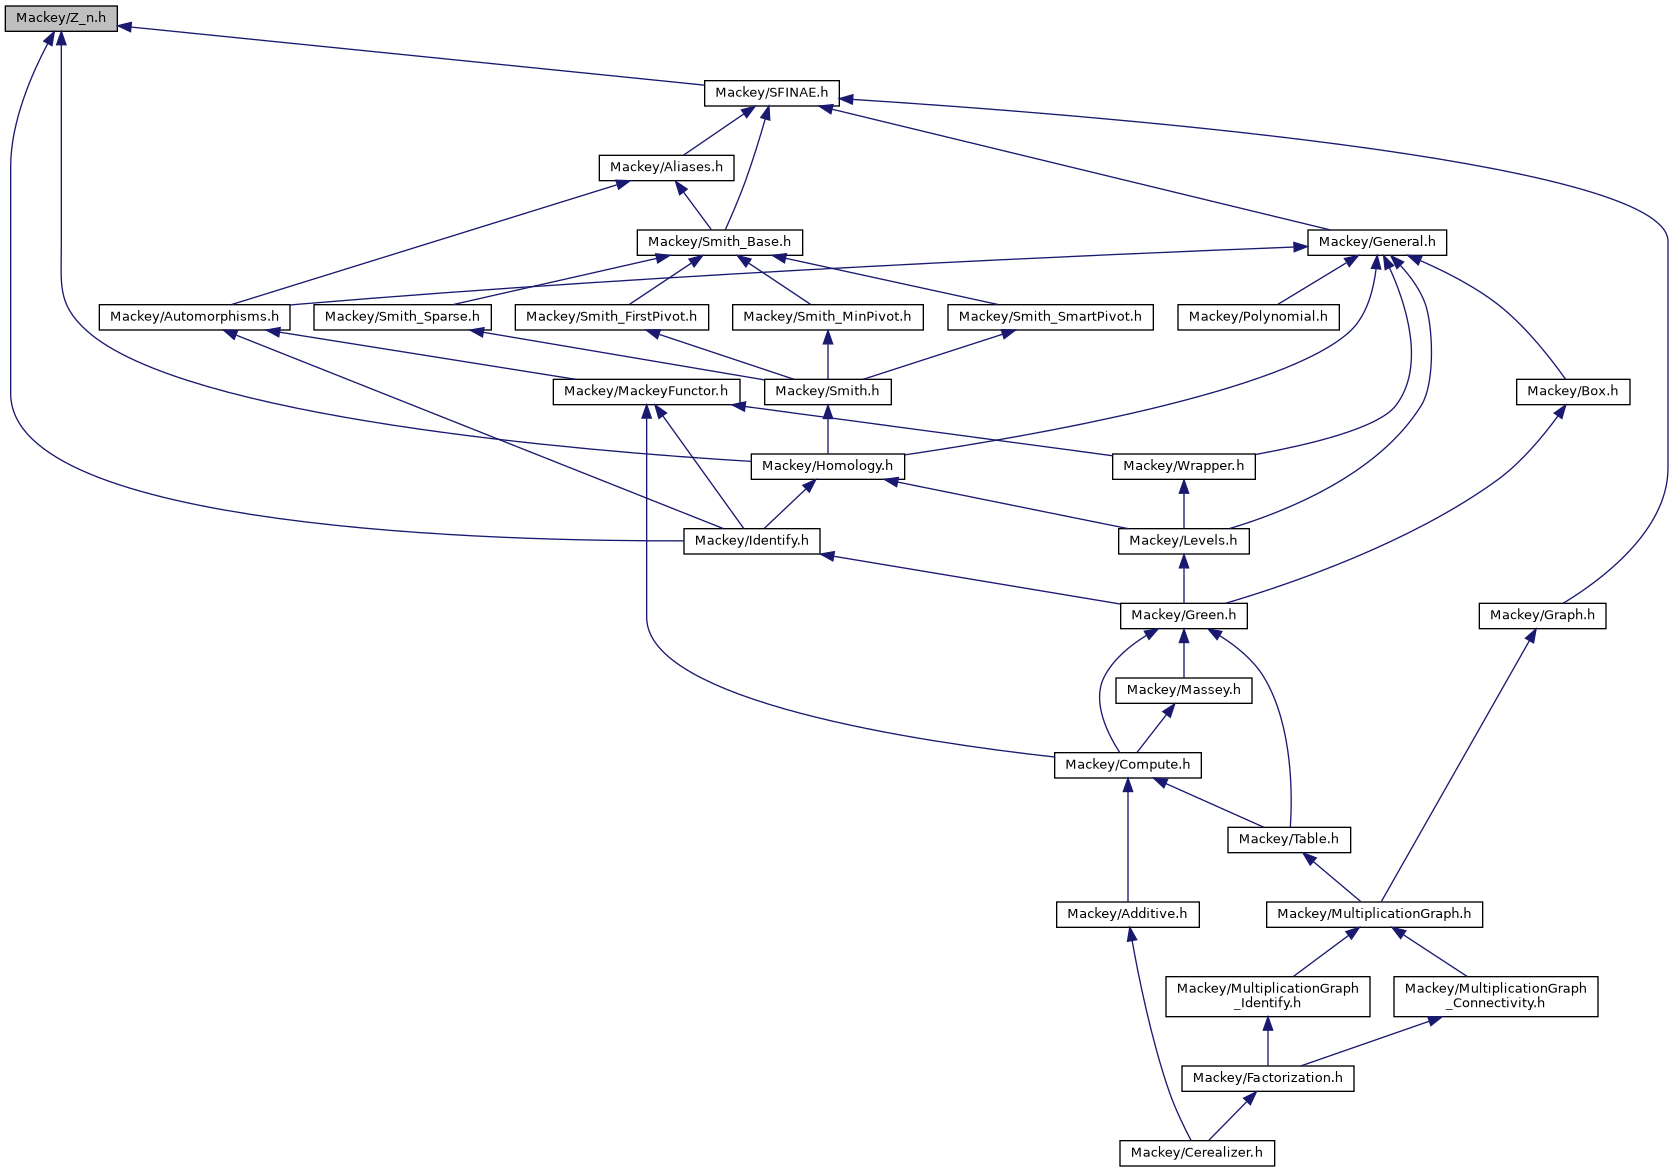 Mackey/Z_n.h
Mackey/SFINAE.h
Mackey/Aliases.h
Mackey/Smith_Base.h
Mackey/General.h
Mackey/Automorphisms.h
Mackey/Smith_Sparse.h
Mackey/Smith_FirstPivot.h
Mackey/Smith_MinPivot.h
Mackey/Smith_SmartPivot.h
Mackey/Polynomial.h
Mackey/MackeyFunctor.h
Mackey/Smith.h
Mackey/Box.h
Mackey/Homology.h
Mackey/Wrapper.h
Mackey/Identify.h
Mackey/Levels.h
Mackey/Green.h
Mackey/Graph.h
Mackey/Massey.h
Mackey/Compute.h
Mackey/Table.h
Mackey/Additive.h
Mackey/MultiplicationGraph.h
Mackey/MultiplicationGraph
_Identify.h
Mackey/MultiplicationGraph
_Connectivity.h
Mackey/Factorization.h
Mackey/Cerealizer.h